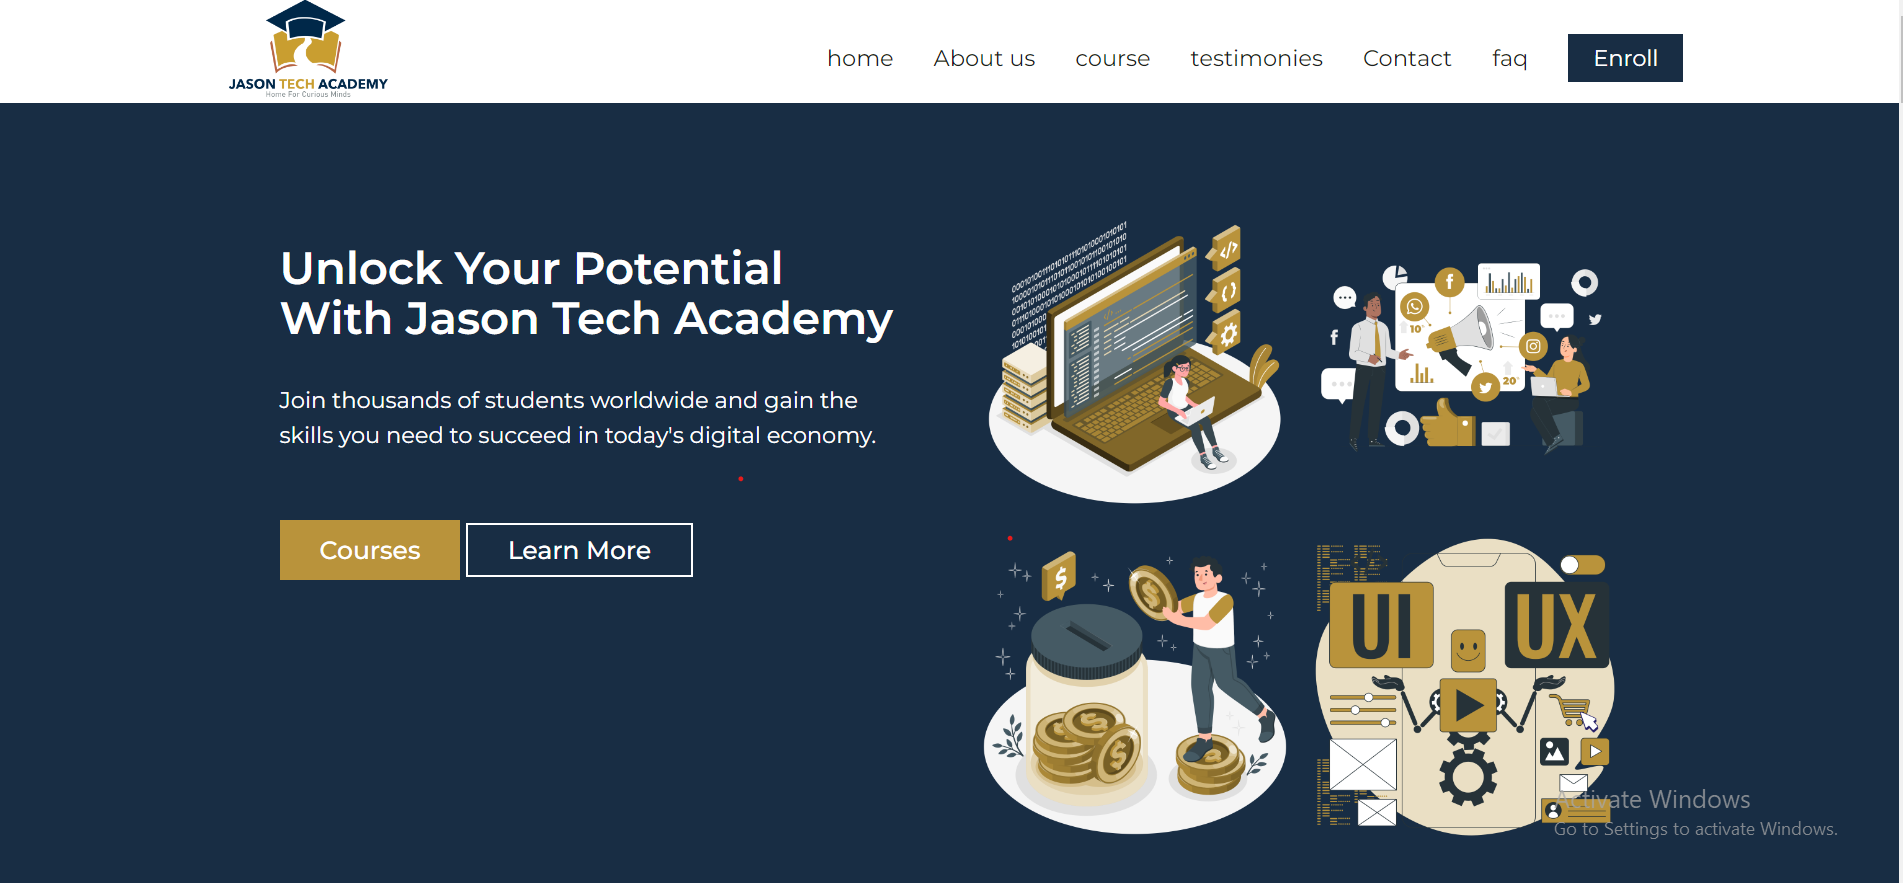 JASON TECH ACADEMY
Home For Curious Minds
home About us course testimonies Contact faq Enroll
Unlock Your Potential
With Jason Tech Academy
Join thousands of students worldwide and gain the
skills you need to succeed in today's digital economy.
Courses Learn More
10
20
UI UX
Activate Windows
Go to Settings to activate Windows.